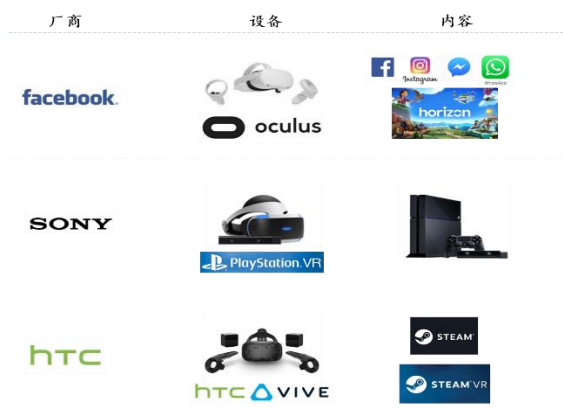 厂商 设备 内容
facebook.
oculus
Instagram
WhatsApp
horizon
SONY
PlayStation.VR
htc
htc VIVE
STEAM
STEAM VR